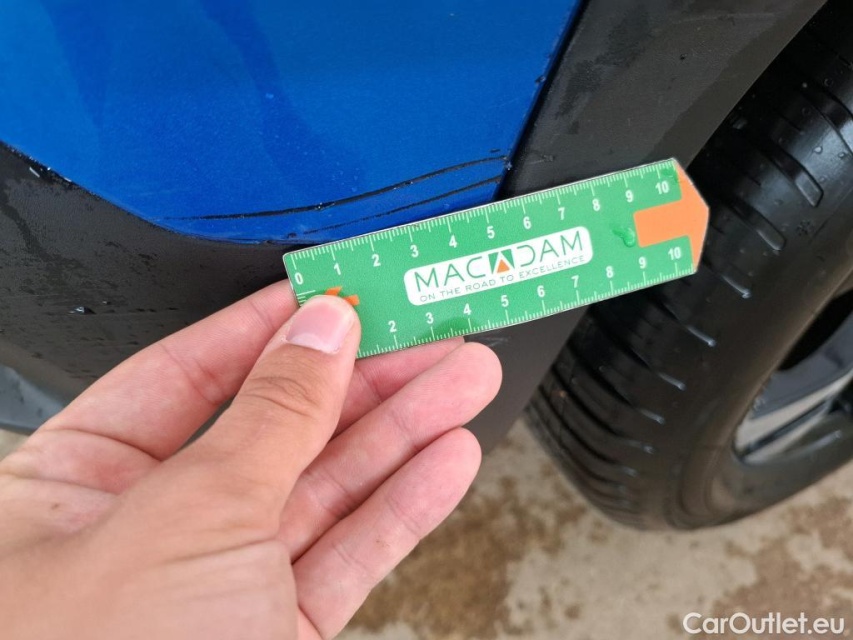 0 1 2 3 4 5 6 7 8 9 10
MACADAM
ON THE ROAD TO EXCELLENCE
2 3 4 5 6 7 8 9 10
CarOutlet.eu